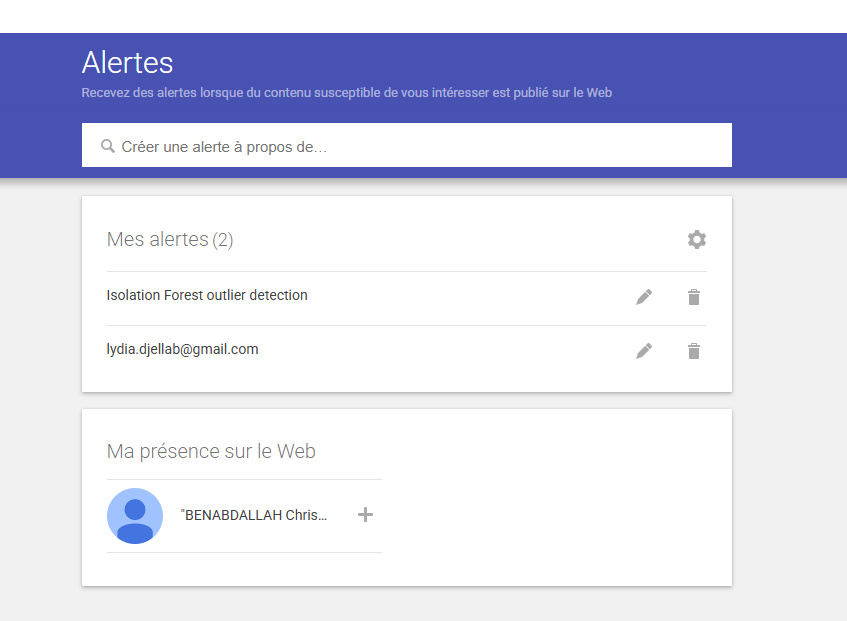 Alertes
Recevez des alertes lorsque du contenu susceptible de vous intéresser est publié sur le Web
Créer une alerte à propos de…
Mes alertes (2)
Isolation Forest outlier detection
lydia.djellab@gmail.com
Ma présence sur le Web
"BENABDALLAH Chris…